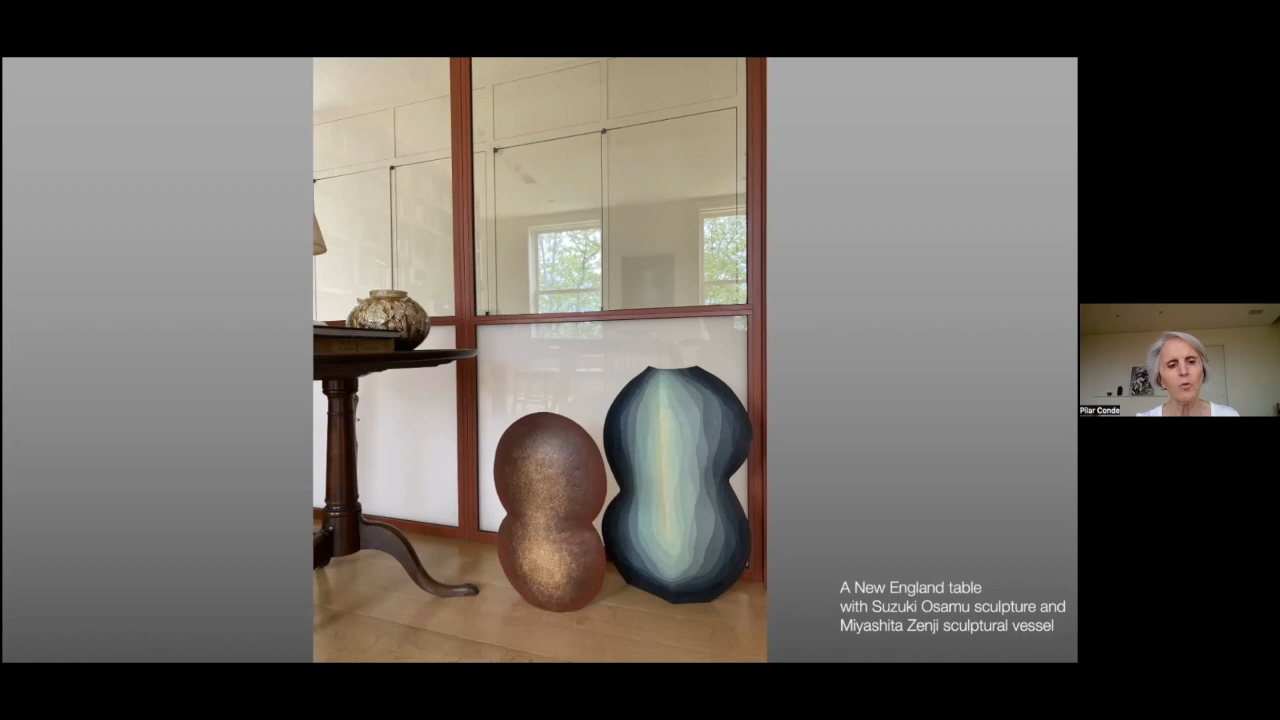 A New England table
with Suzuki Osamu sculpture and
Miyashita Zenji sculptural vessel
Pilar Conde